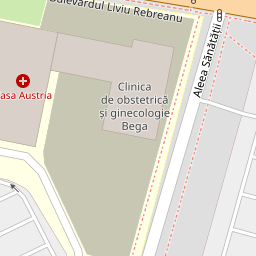 Bulevardul Liviu Rebreanu
Aleea Sănătății
Clinica
de obstetrică
și ginecologie
Bega
asa Austria